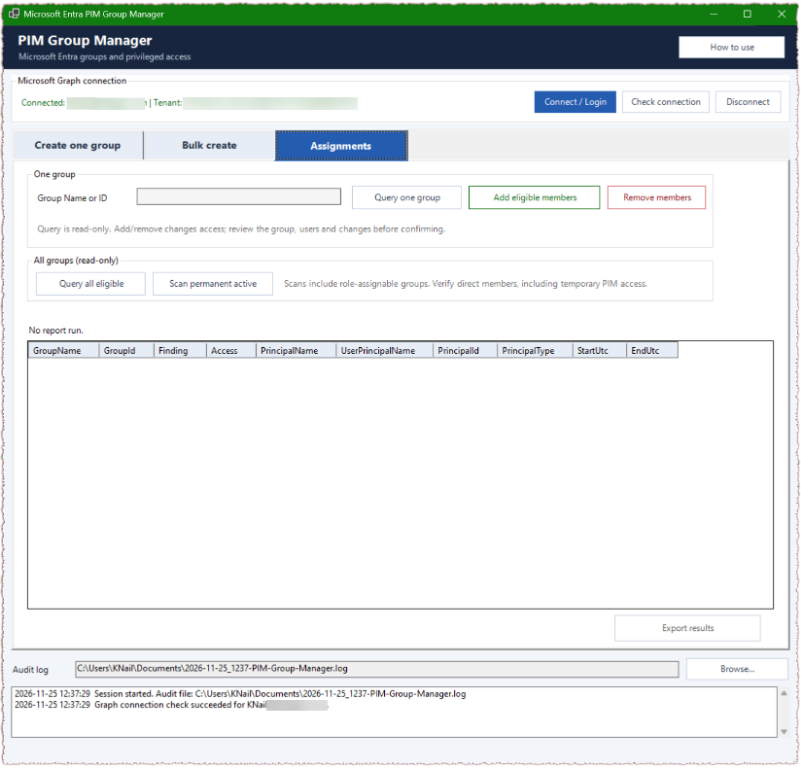 Microsoft Entra PIM Group Manager
PIM Group Manager
Microsoft Entra groups and privileged access
How to use
Microsoft Graph connection
Connected: | Tenant:
Connect / Login
Check connection
Disconnect
Create one group
Bulk create
Assignments
One group
Group Name or ID
Query one group
Add eligible members
Remove members
Query is read-only. Add/remove changes access; review the group, users and changes before confirming.
All groups (read-only)
Query all eligible
Scan permanent active
Scans include role-assignable groups. Verify direct members, including temporary PIM access.
No report run.
GroupName GroupId Finding Access PrincipalName UserPrincipalName PrincipalId PrincipalType StartUtc EndUtc
Export results
Audit log
C:\Users\KNail\Documents\2026-11-25_1237-PIM-Group-Manager.log
Browse...
2026-11-25 12:37:29 Session started. Audit file: C:\Users\KNail\Documents\2026-11-25_1237-PIM-Group-Manager.log
2026-11-25 12:37:29 Graph connection check succeeded for KNail